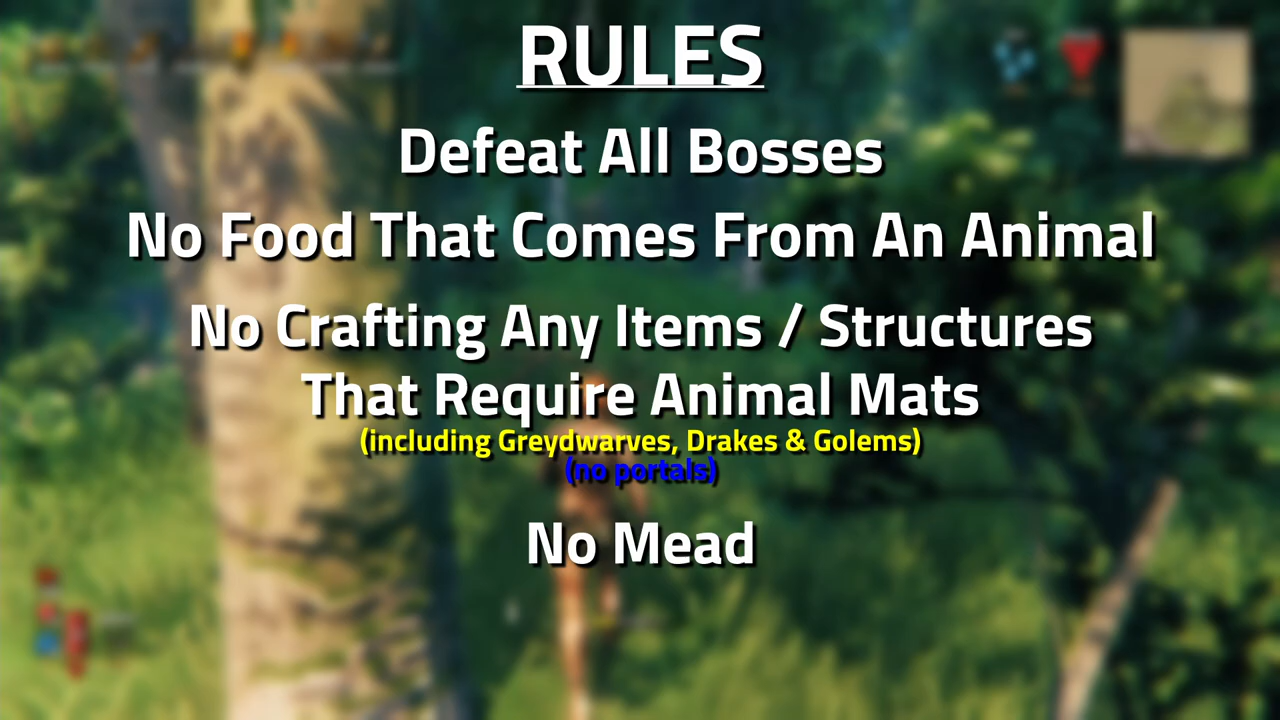 RULES
Defeat All Bosses
No Food That Comes From An Animal
No Crafting Any Items / Structures
That Require Animal Mats
(including Greydwarves, Drakes & Golems)
(no portals)
No Mead